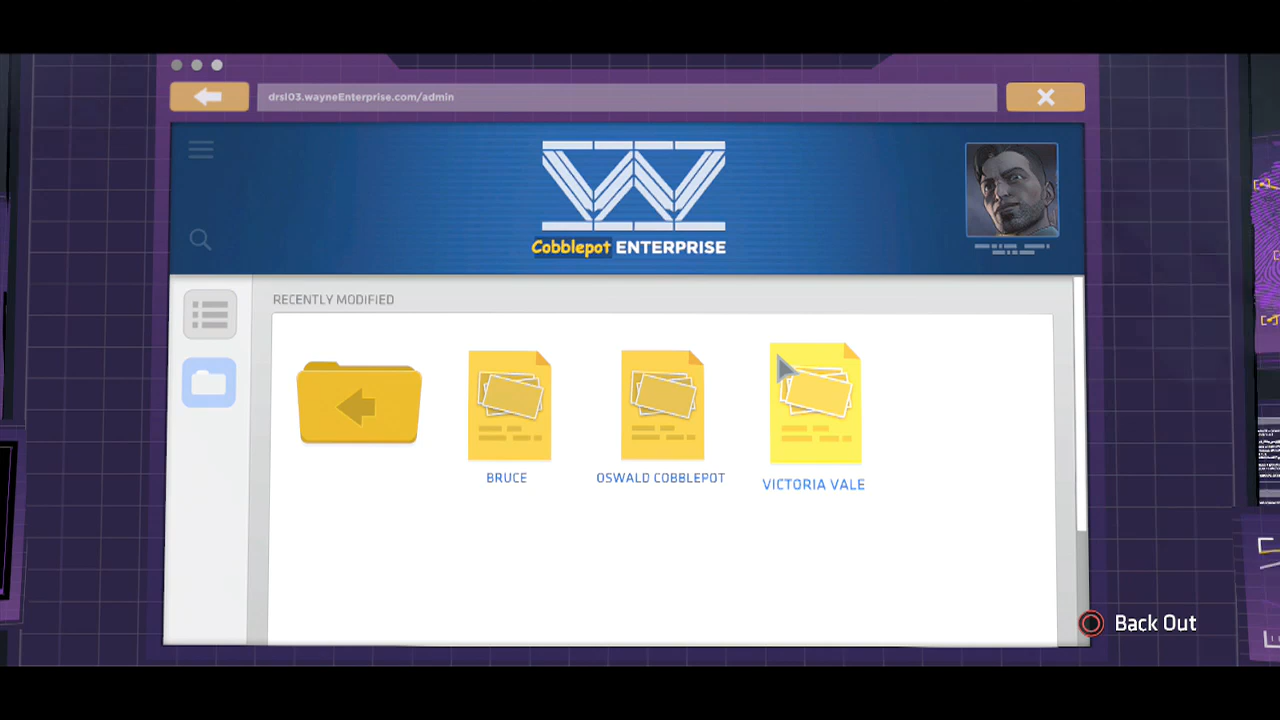 drsl03.wayneEnterprise.com/admin
Cobblepot ENTERPRISE
RECENTLY MODIFIED
BRUCE
OSWALD COBBLEPOT
VICTORIA VALE
Back Out